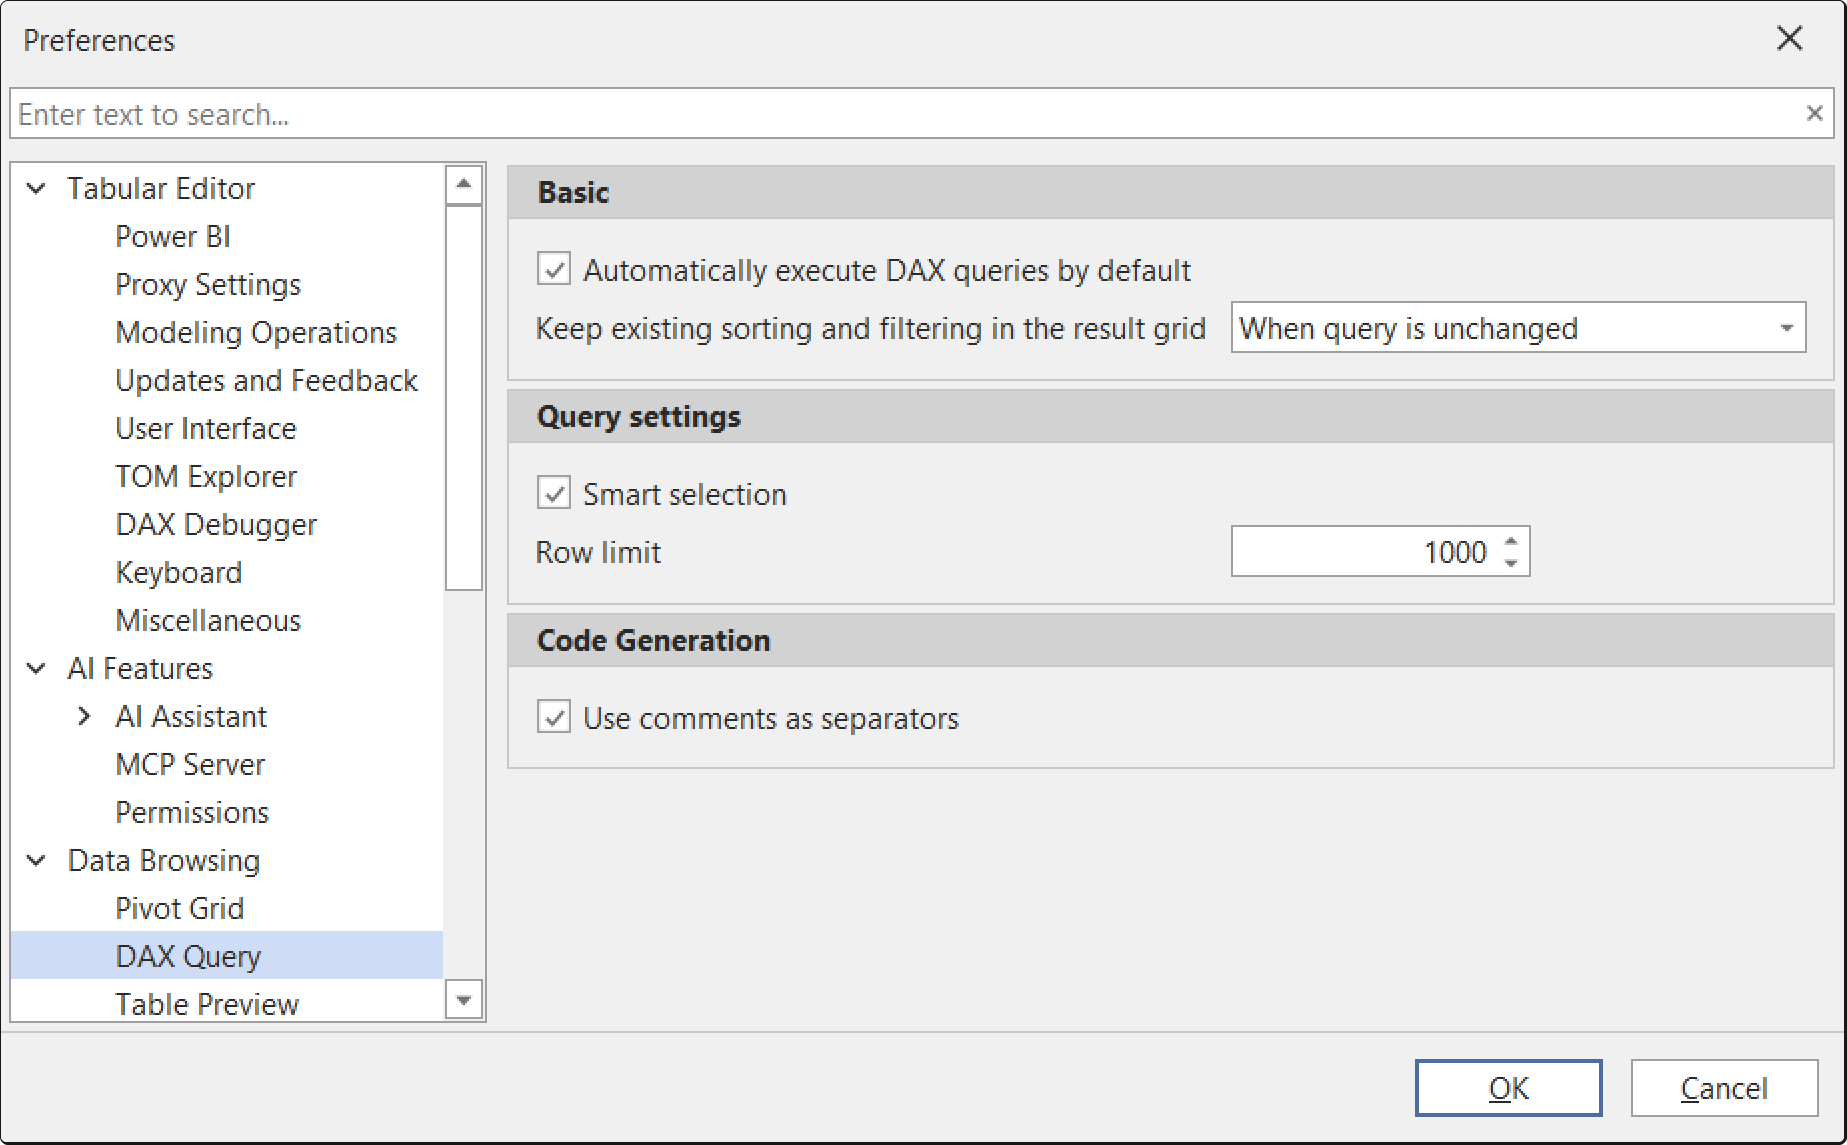 Preferences
Enter text to search...
Tabular Editor
Power BI
Proxy Settings
Modeling Operations
Updates and Feedback
User Interface
TOM Explorer
DAX Debugger
Keyboard
Miscellaneous
AI Features
AI Assistant
MCP Server
Permissions
Data Browsing
Pivot Grid
DAX Query
Table Preview
Basic
Automatically execute DAX queries by default
Keep existing sorting and filtering in the result grid When query is unchanged
Query settings
Smart selection
Row limit 1000
Code Generation
Use comments as separators
OK Cancel